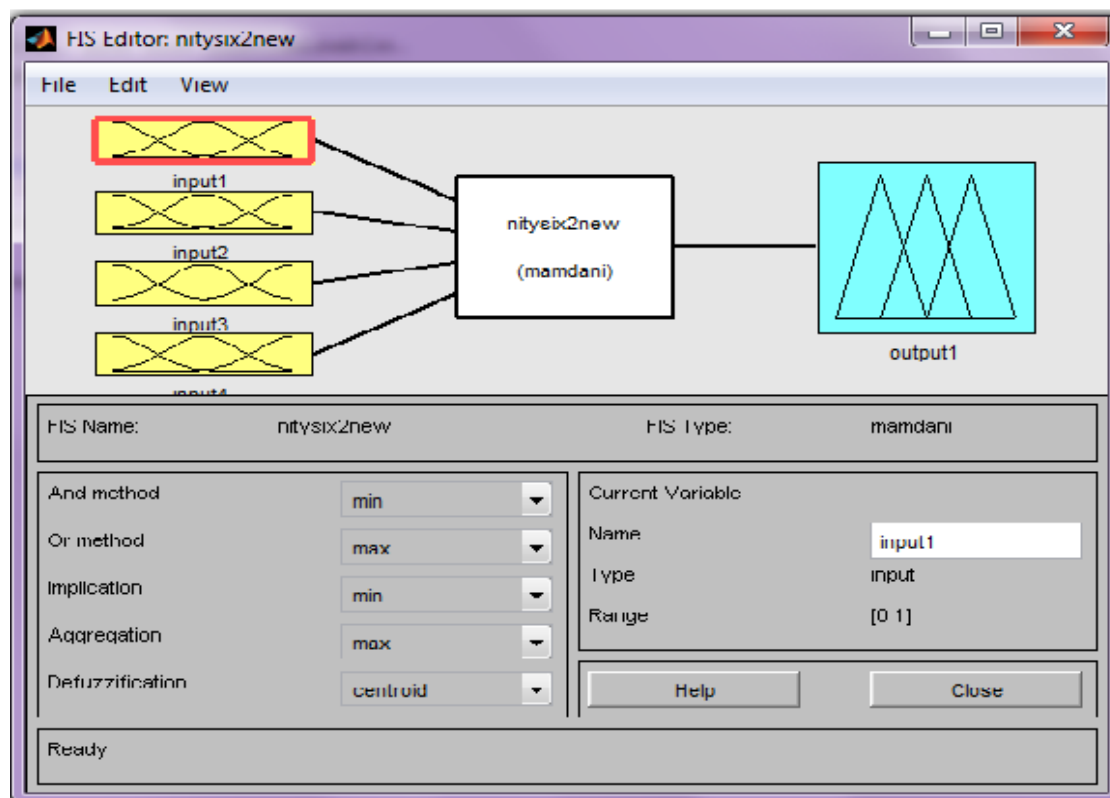 FIS Editor: nitysix2new
File Edit View
input1
input2
input3
input4
nitysix2new
(mamdani)
output1
FIS Name: nitysix2new FIS Type: mamdani
And method min
Or method max
Implication min
Aggregation max
Defuzzification centroid
Current Variable
Name input1
Type input
Range [0 1]
Help Close
Ready